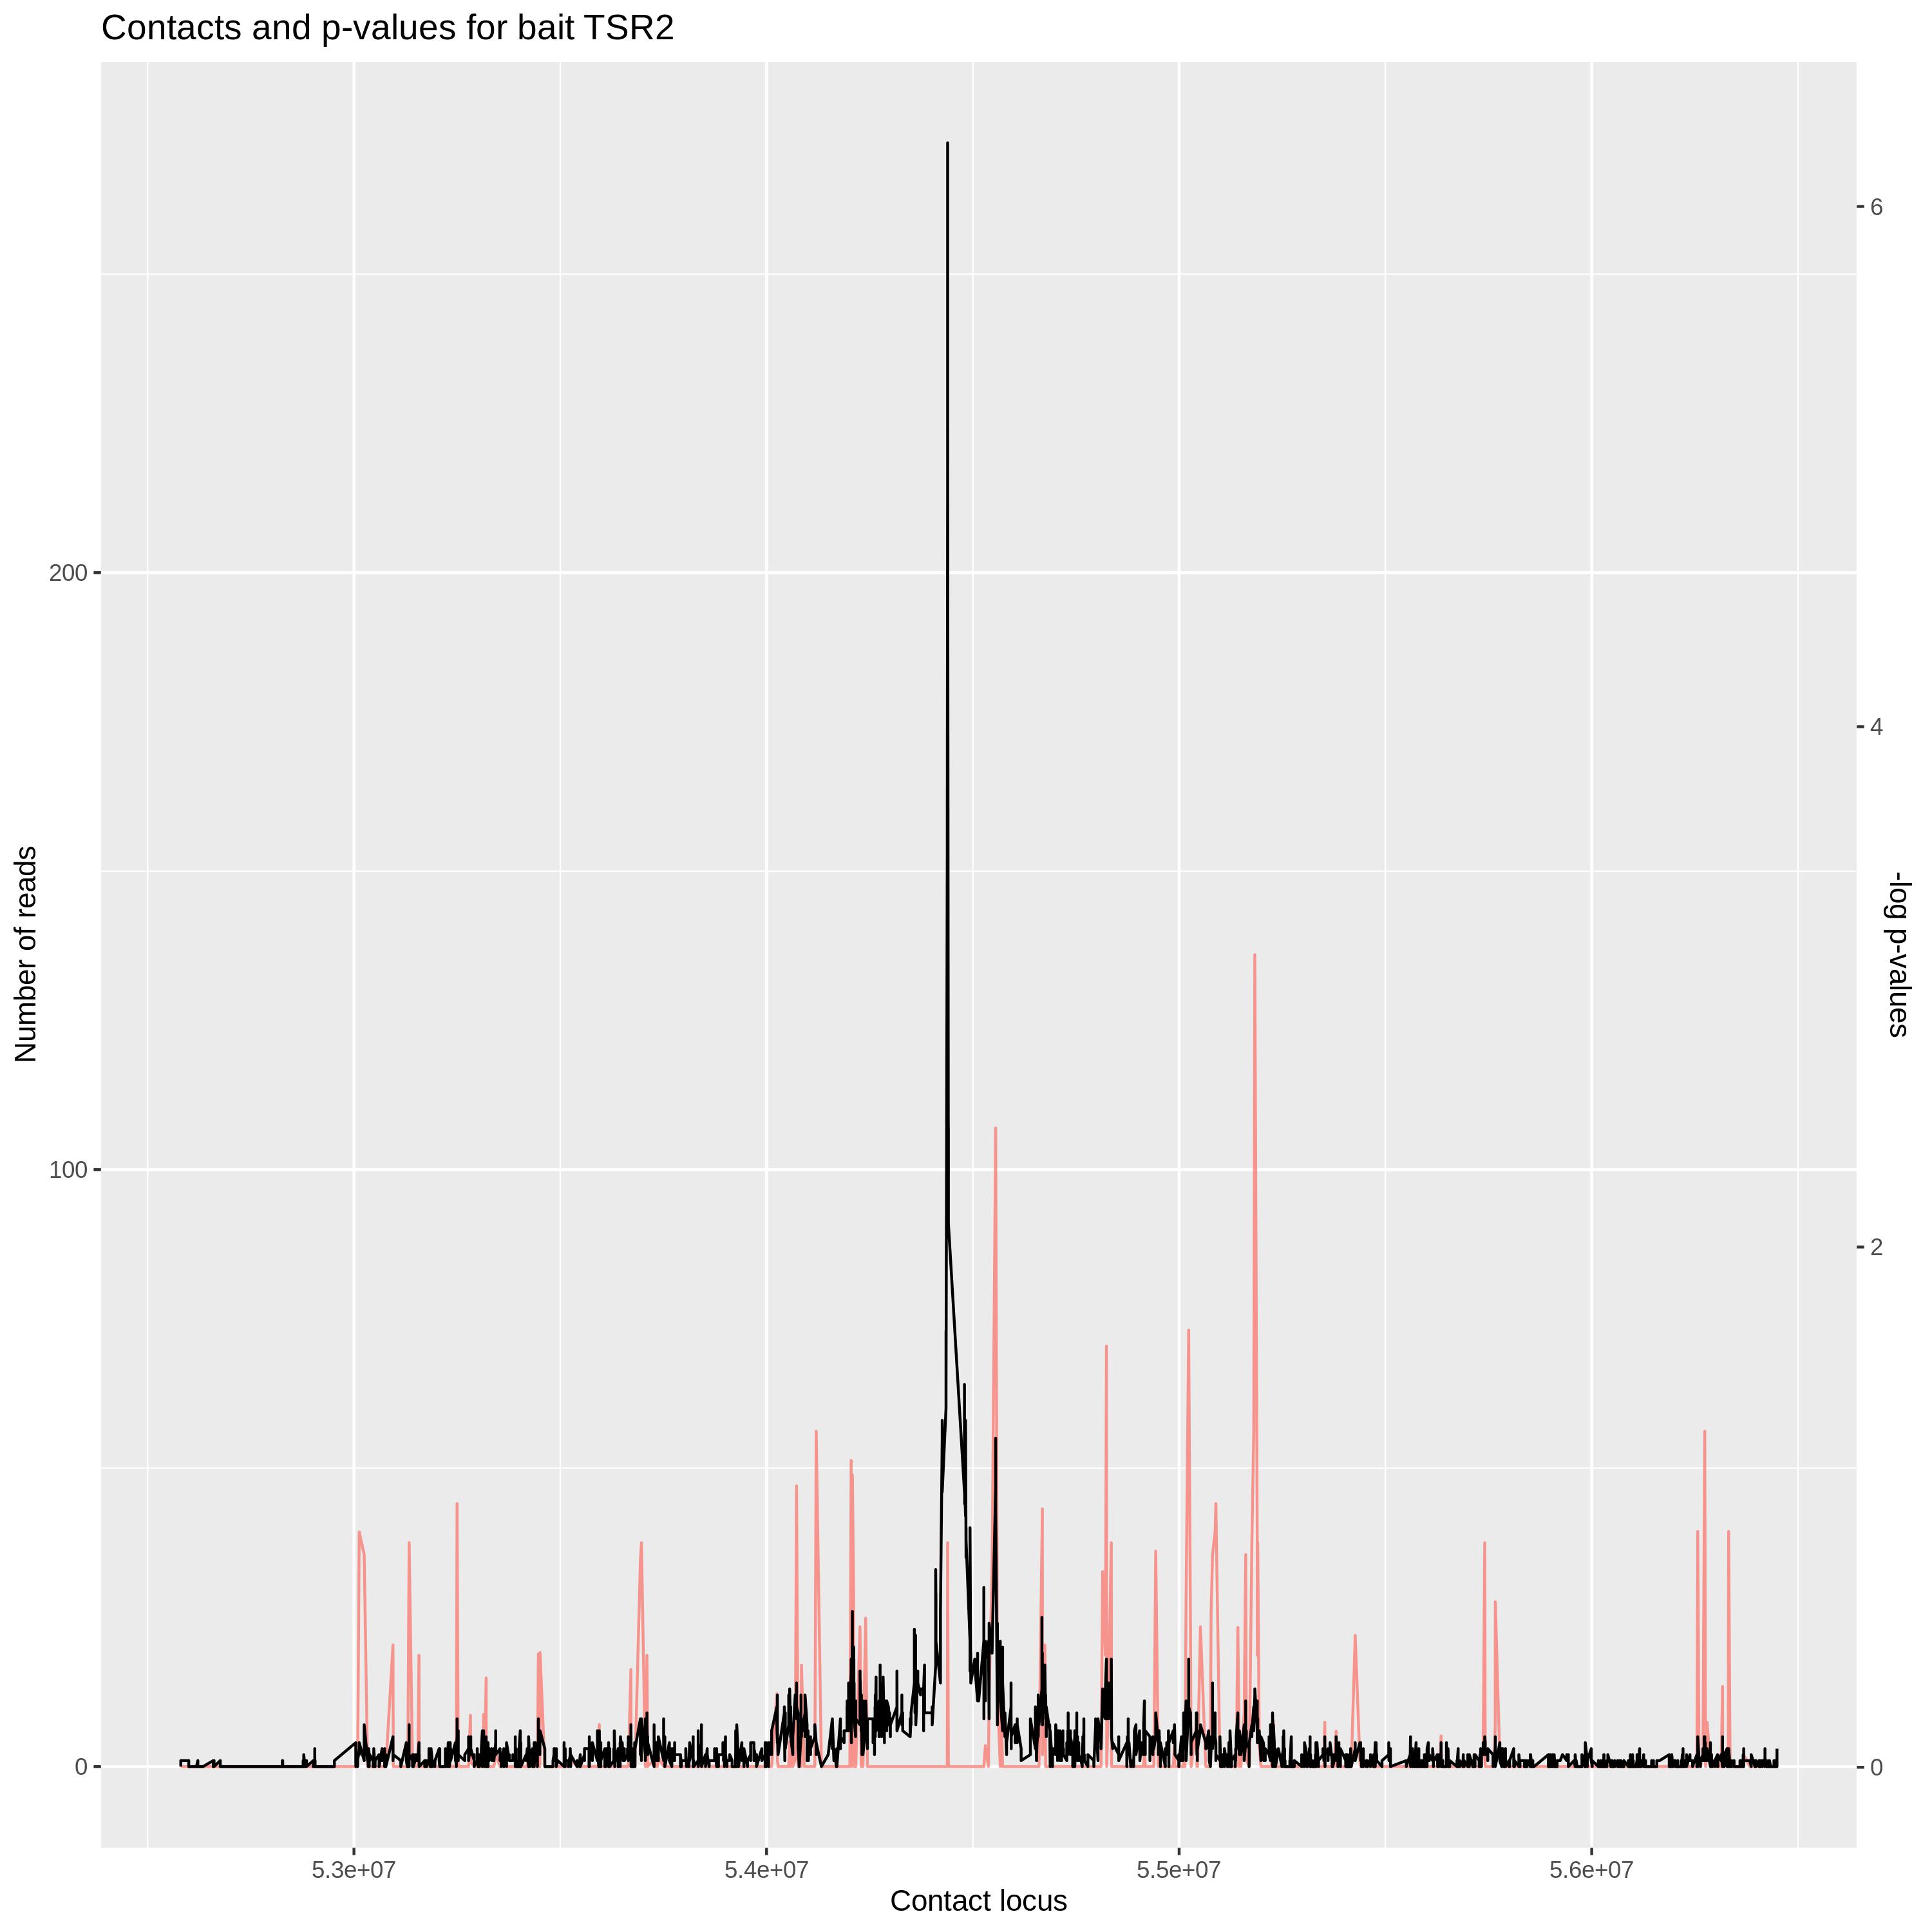 Contacts and p-values for bait TSR2
6
200
4
Number of reads
-log p-values
100
2
0
0
5.3e+07
5.4e+07
5.5e+07
5.6e+07
Contact locus